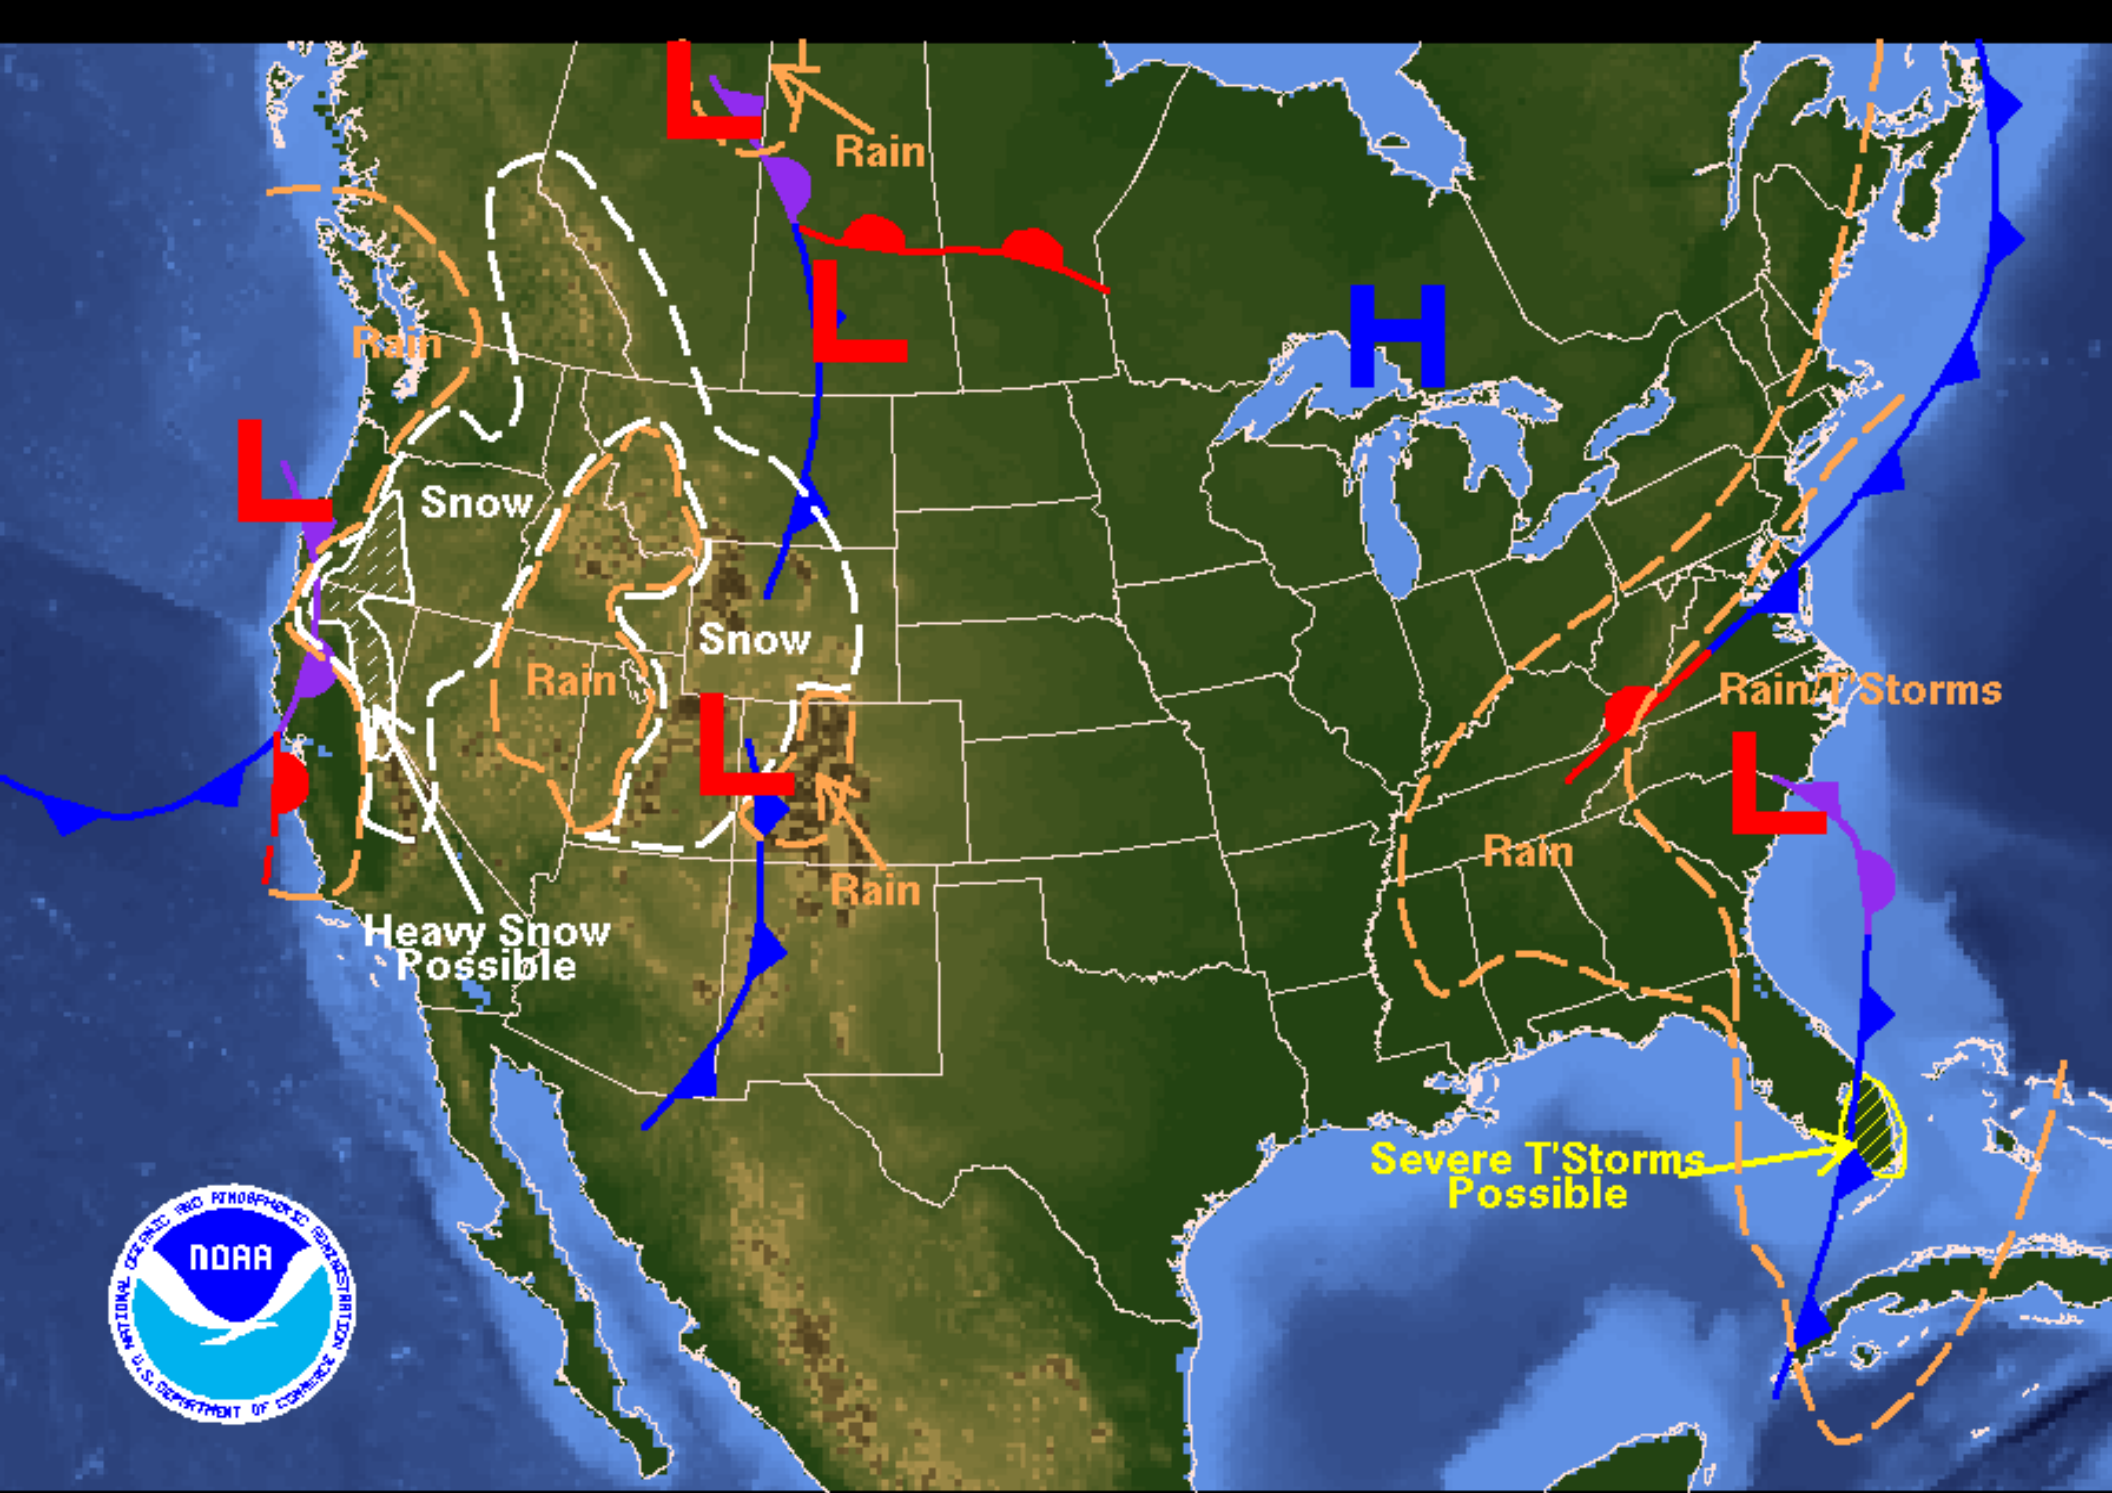 L
Rain
L
H
Rain
L
Snow
Snow
Rain
Rain/T'Storms
L
L
Rain
Rain
Heavy Snow
Possible
Severe T'Storms
Possible
NATIONAL OCEANIC AND ATMOSPHERIC ADMINISTRATION
NOAA
U.S. DEPARTMENT OF COMMERCE